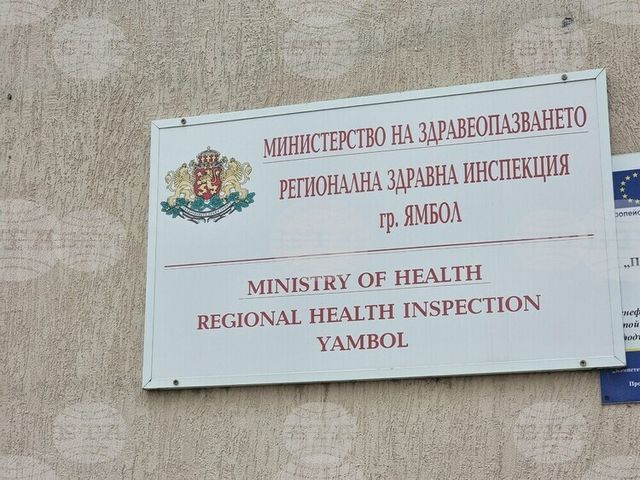 МИНИСТЕРСТВО НА ЗДРАВЕОПАЗВАНЕТО
РЕГИОНАЛНА ЗДРАВНА ИНСПЕКЦИЯ
гр. ЯМБОЛ
MINISTRY OF HEALTH
REGIONAL HEALTH INSPECTION
YAMBOL